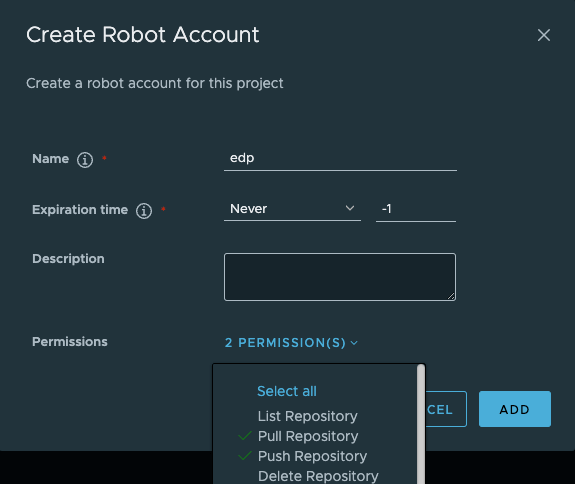 Create Robot Account
Create a robot account for this project
Name *
edp
Expiration time *
Never
-1
Description
Permissions
2 PERMISSION(S)
Select all
List Repository
Pull Repository
Push Repository
Delete Repository
CEL
ADD